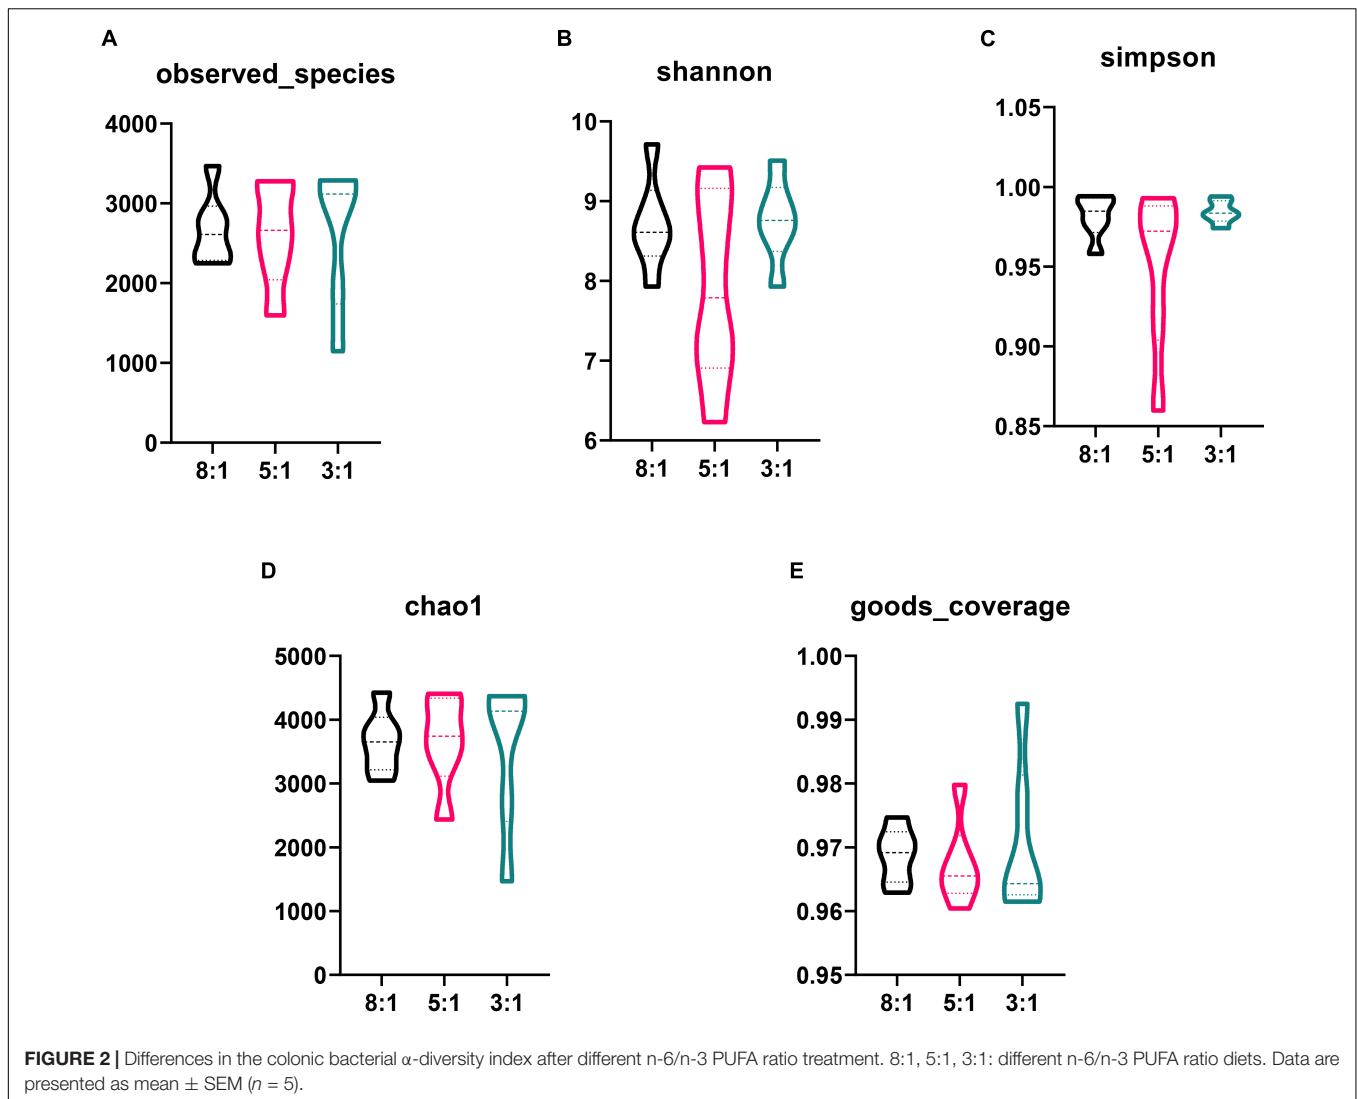 A
observed_species
4000
3000
2000
1000
0
8:1 5:1 3:1
B
shannon
10
9
8
7
6
8:1 5:1 3:1
C
simpson
1.05
1.00
0.95
0.90
0.85
8:1 5:1 3:1
D
chao1
5000
4000
3000
2000
1000
0
8:1 5:1 3:1
E
goods_coverage
1.00
0.99
0.98
0.97
0.96
0.95
8:1 5:1 3:1
FIGURE 2 | Differences in the colonic bacterial α-diversity index after different n-6/n-3 PUFA ratio treatment. 8:1, 5:1, 3:1: different n-6/n-3 PUFA ratio diets. Data are
presented as mean ± SEM (n = 5).